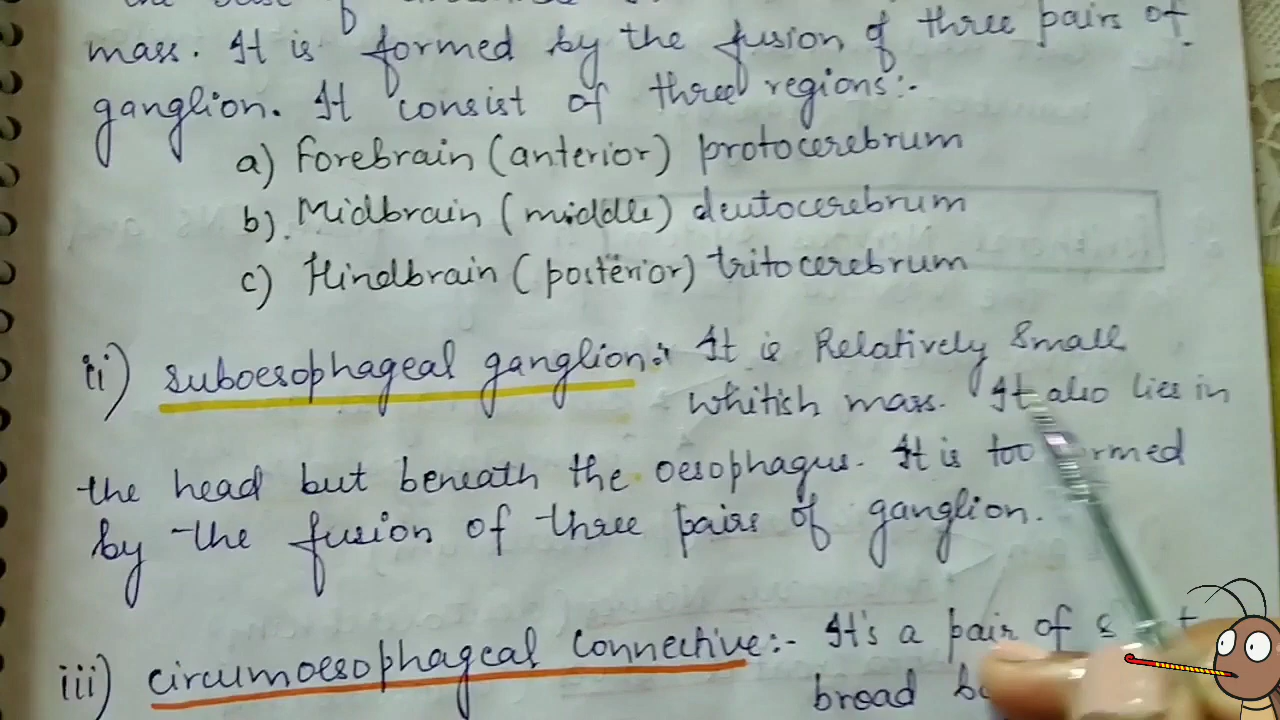 mass. It is formed by the fusion of three pairs of
ganglion. It consist of three regions:-
a) Forebrain (anterior) protocerebrum
b). Midbrain (middle) deutocerebrum
c) Hindbrain (posterior) tritocerebrum
ii) suboesophageal ganglion:- It is Relatively Small
whitish mass. It also lies in
the head but beneath the oesophagus. It is too
by the fusion of three pairs of ganglion.
iii) circumoesophageal connective:- It's a pair of
broad